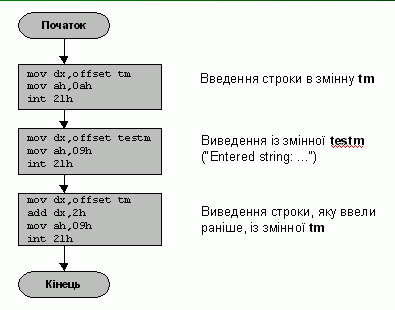 Початок
mov dx,offset tm
mov ah,0ah
int 21h
Введення строки в змінну tm
mov dx,offset testm
mov ah,09h
int 21h
Виведення із змінної testm
("Entered string: ...")
mov dx,offset tm
add dx,2h
mov ah,09h
int 21h
Виведення строки, яку ввели
раніше, із змінної tm
Кінець